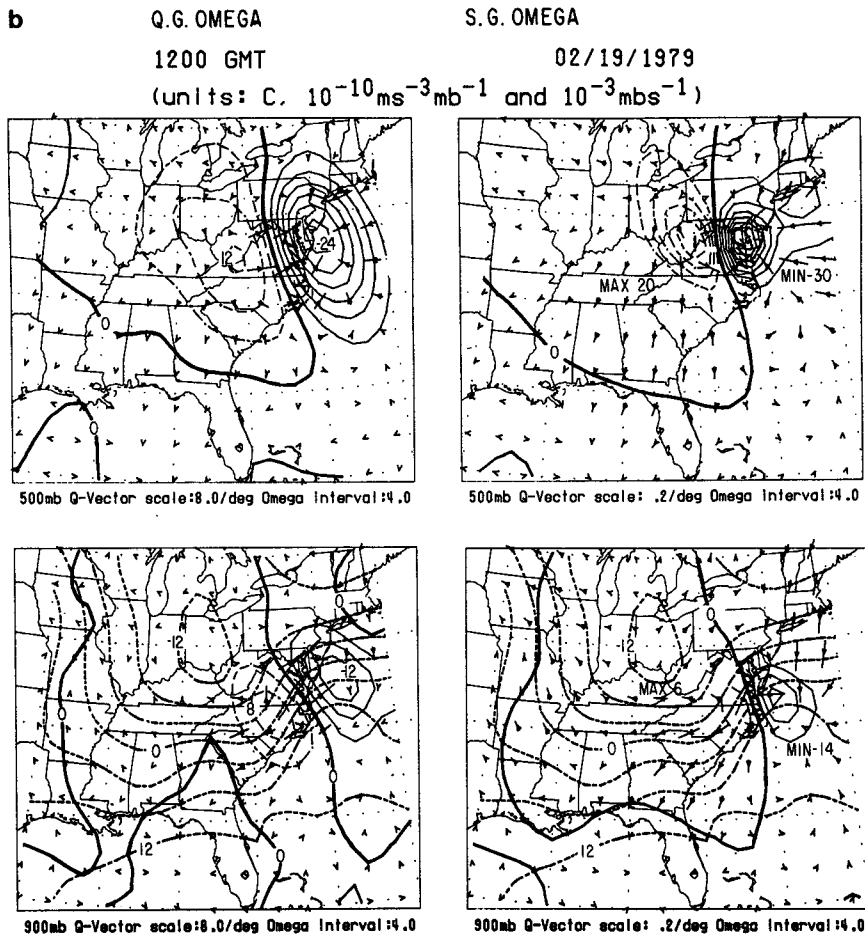 b
Q.G. OMEGA
S.G. OMEGA
1200 GMT
02/19/1979
(units: C, 10⁻¹⁰ms⁻³mb⁻¹ and 10⁻³mbs⁻¹)
-24
12
0
0
500mb Q-Vector scale:8.0/deg Omega Interval:4.0
MAX 20
MIN-30
0
500mb Q-Vector scale: .2/deg Omega Interval:4.0
0
0
-12
-12
8
0
0
0
12
0
900mb Q-Vector scale:8.0/deg Omega Interval:4.0
0
-12
MAX 6
0
MIN-14
12
900mb Q-Vector scale: .2/deg Omega Interval:4.0